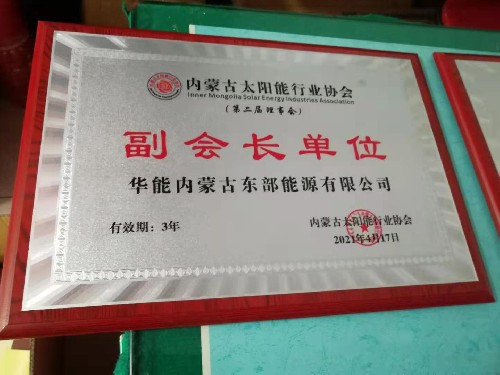 内蒙古太阳能行业协会
Inner Mongolia Solar Energy Industries Association
（第二届理事会）
副会长单位
华能内蒙古东部能源有限公司
有效期：3年
内蒙古太阳能行业协会
2021年4月17日